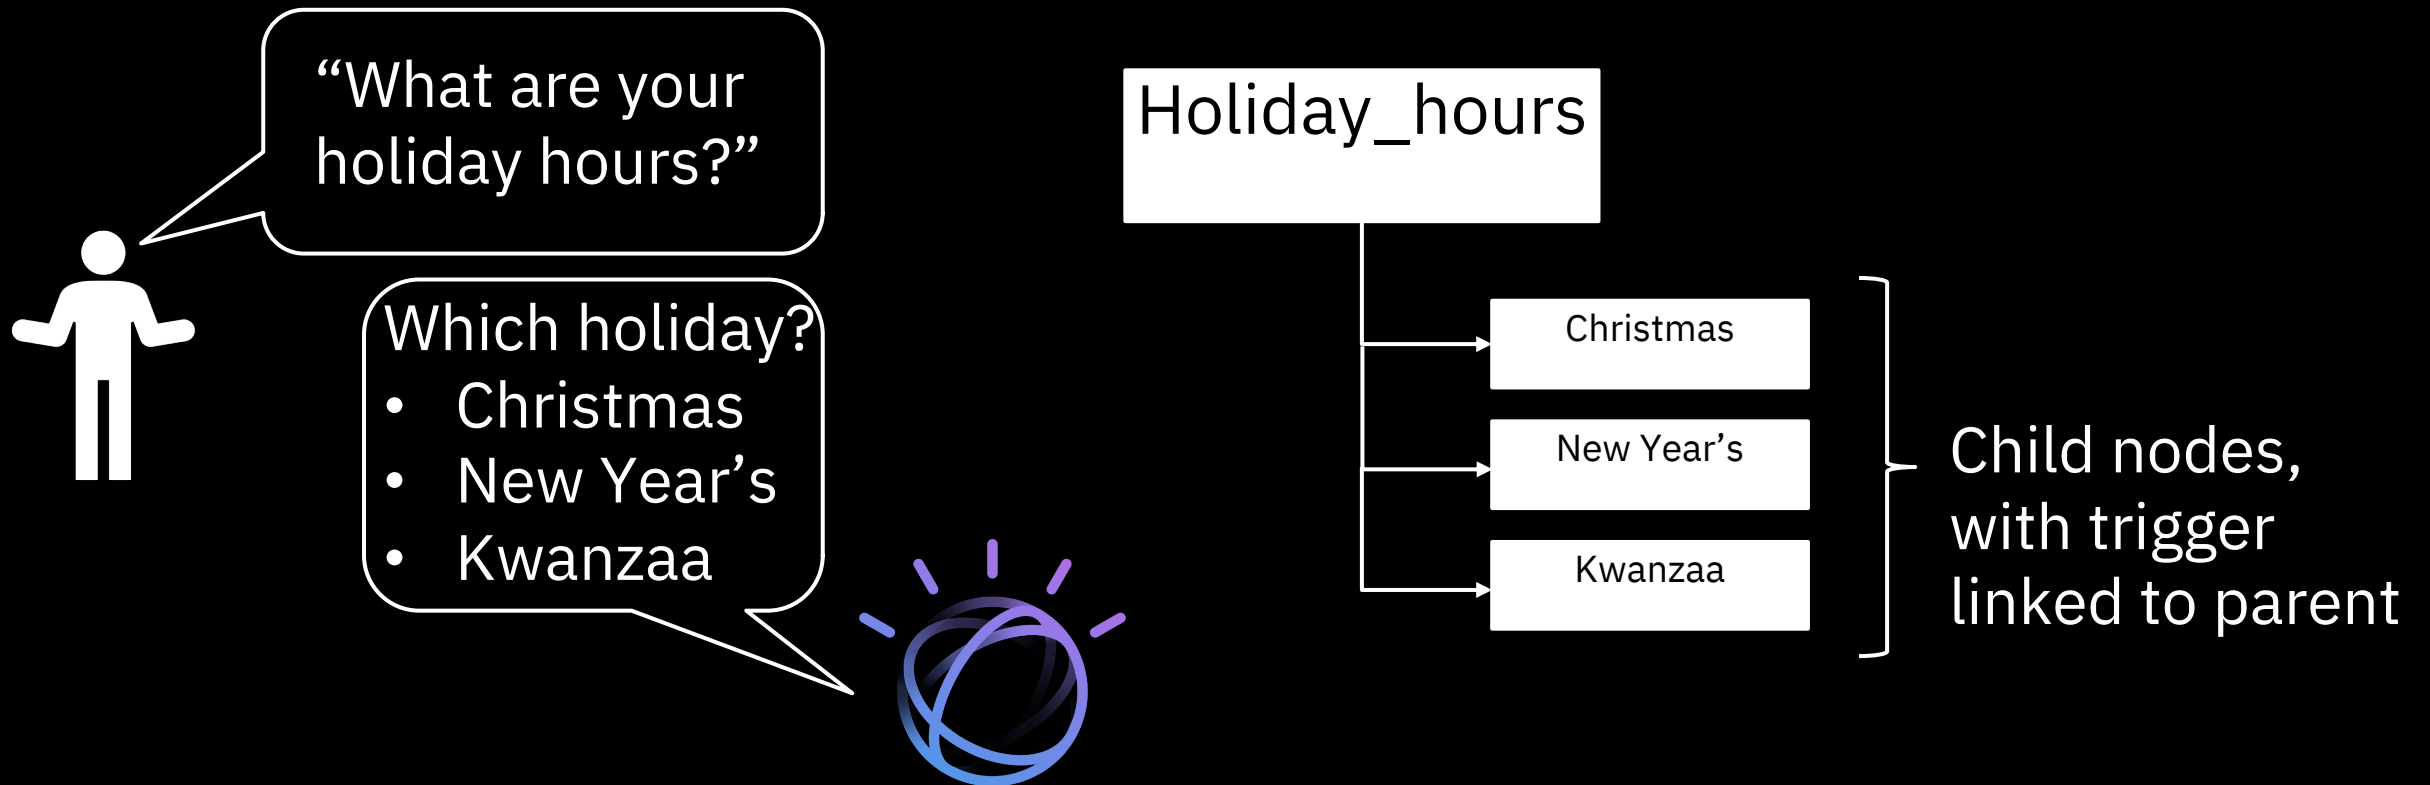 “What are your
holiday hours?”
Which holiday?
• Christmas
• New Year’s
• Kwanzaa
Holiday_hours
Christmas
New Year’s
Kwanzaa
Child nodes,
with trigger
linked to parent